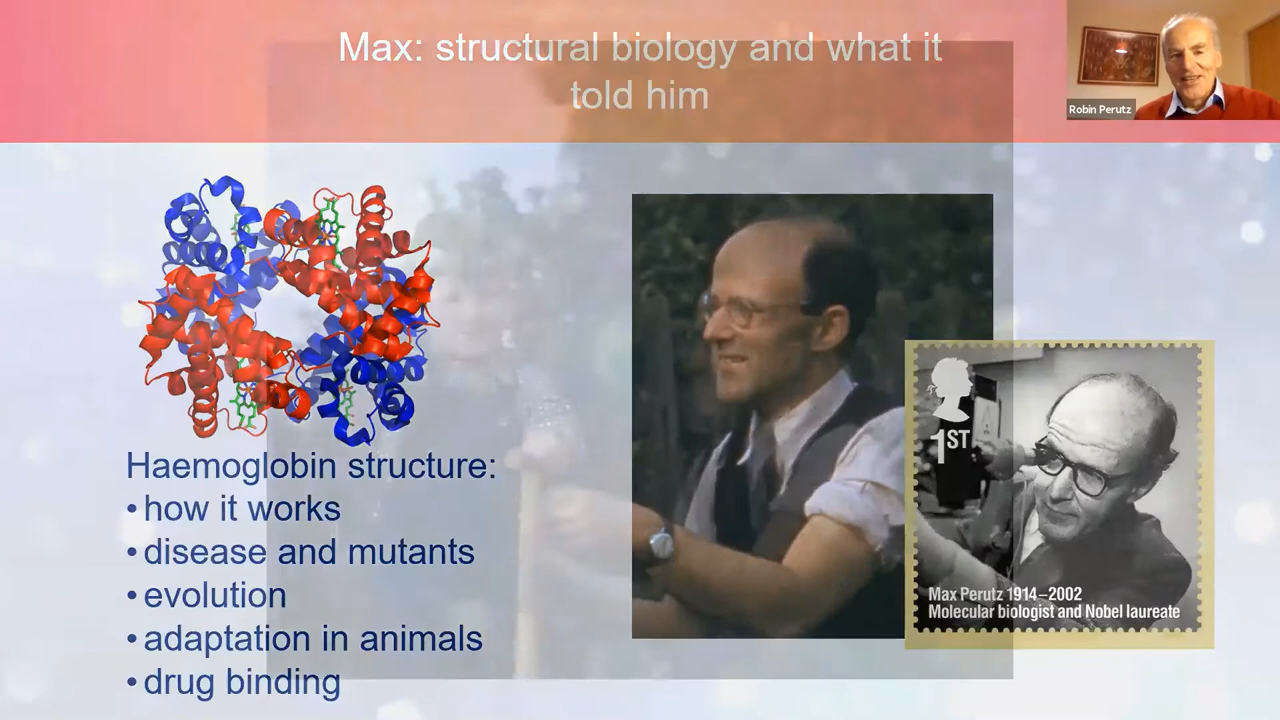 Max: structural biology and what it
told him
Robin Perutz
Haemoglobin structure:
• how it works
• disease and mutants
• evolution
• adaptation in animals
• drug binding
1ST
Max Perutz 1914–2002
Molecular biologist and Nobel laureate